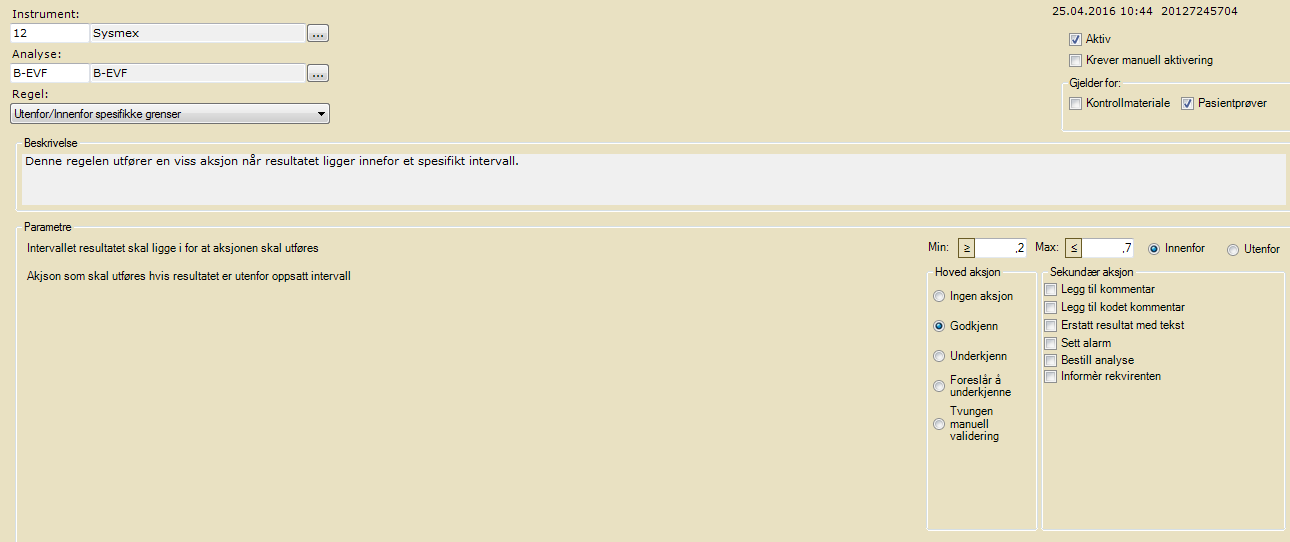 Instrument:
25.04.2016 10:44 20127245704
12 Sysmex ...
Aktiv
Analyse:
Krever manuell aktivering
B-EVF B-EVF ...
Gjelder for:
Regel:
Kontrollmateriale Pasientprøver
Utenfor/Innenfor spesifikke grenser
Beskrivelse
Denne regelen utfører en viss aksjon når resultatet ligger innefor et spesifikt intervall.
Parametre
Intervallet resultatet skal ligge i for at aksjonen skal utføres
Min: ≥ ,2 Max: ≤ ,7 Innenfor Utenfor
Akjson som skal utføres hvis resultatet er utenfor oppsatt intervall
Hoved aksjon
Ingen aksjon
Godkjenn
Underkjenn
Foreslår å
underkjenne
Tvungen
manuell
validering
Sekundær aksjon
Legg til kommentar
Legg til kodet kommentar
Erstatt resultat med tekst
Sett alarm
Bestill analyse
Informèr rekvirenten